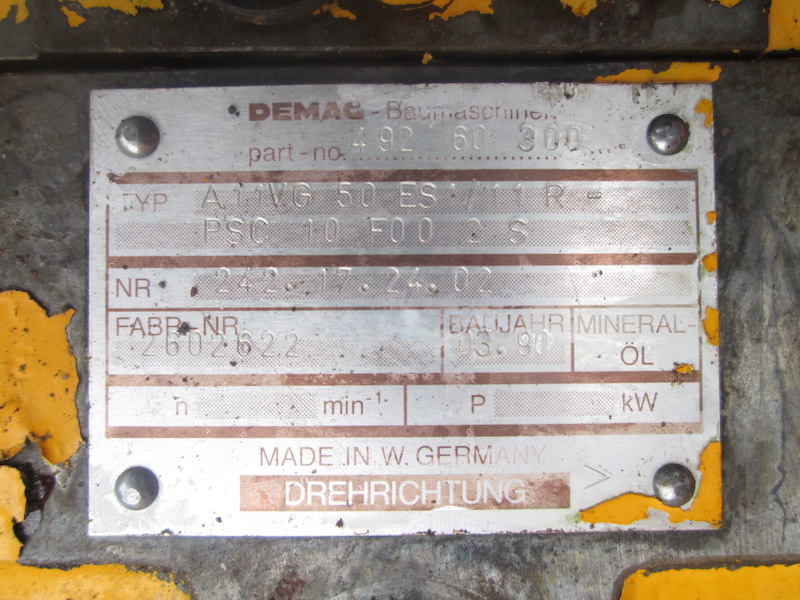 DEMAG - Baumaschinen
part-no. 492 60 300
TYP A11VG 50 ES1/11 R -
PSC 10 F00 2 S
NR 242.17.24.02
FABR.-NR. BAUJAHR MINERAL-
2602622 03.90 ÖL
n min-1. P kW
MADE IN W. GERMANY
DREHRICHTUNG >